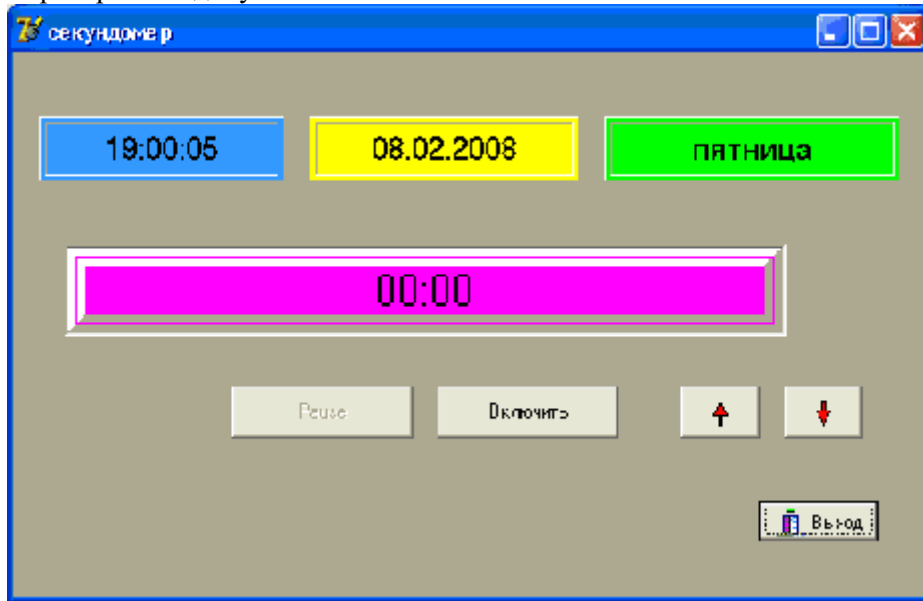 секундомер
19:00:05 08.02.2008 пятница
00:00
Pause Включить
Выход